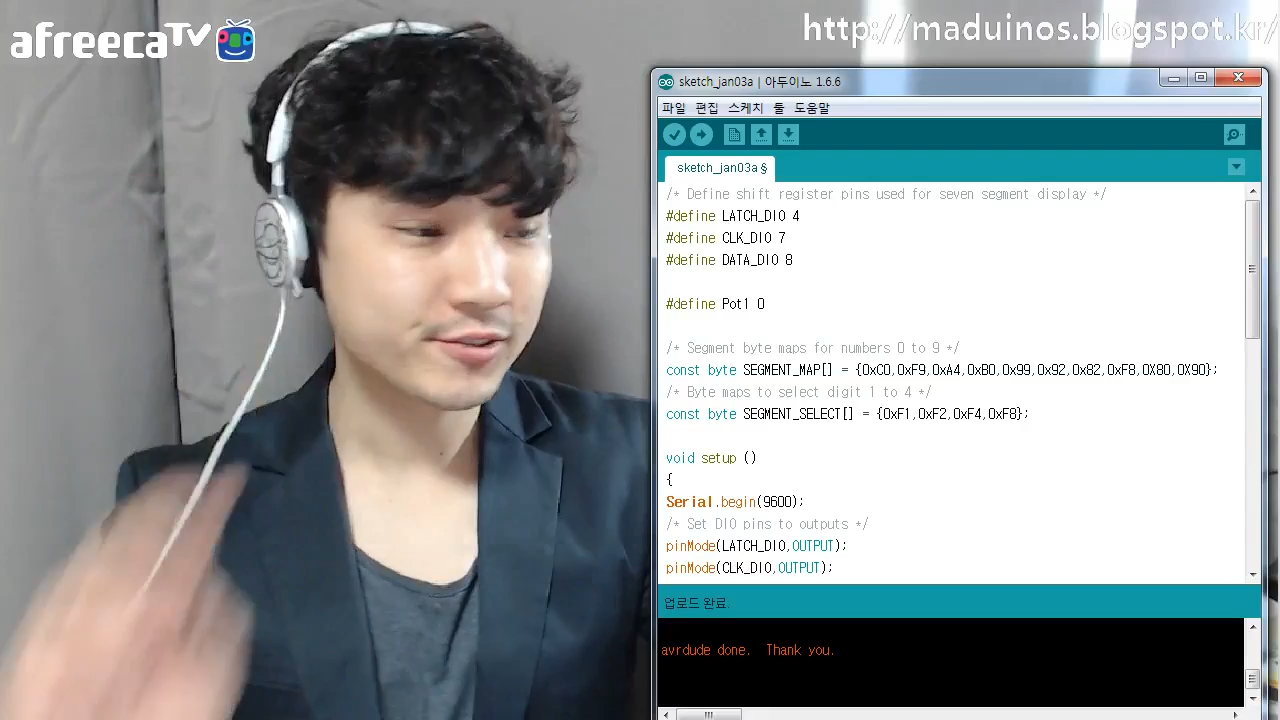 afreecaTV
http://maduinos.blogspot.kr/
sketch_jan03a | 아두이노 1.6.6
파일 편집 스케치 툴 도움말
sketch_jan03a §
/* Define shift register pins used for seven segment display */
#define LATCH_DIO 4
#define CLK_DIO 7
#define DATA_DIO 8
#define Pot1 0
/* Segment byte maps for numbers 0 to 9 */
const byte SEGMENT_MAP[] = {0xC0,0xF9,0xA4,0xB0,0x99,0x92,0x82,0xF8,0X80,0X90};
/* Byte maps to select digit 1 to 4 */
const byte SEGMENT_SELECT[] = {0xF1,0xF2,0xF4,0xF8};
void setup ()
{
Serial.begin(9600);
/* Set DIO pins to outputs */
pinMode(LATCH_DIO,OUTPUT);
pinMode(CLK_DIO,OUTPUT);
업로드 완료.
avrdude done.  Thank you.